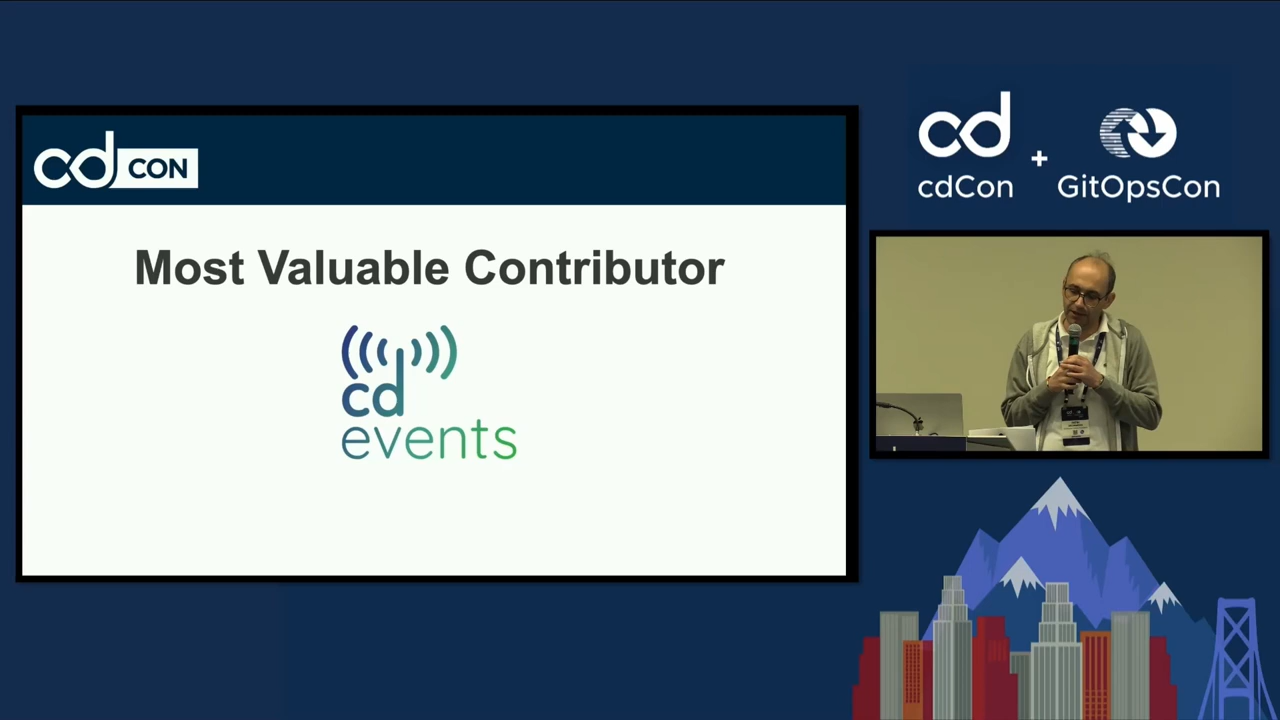 cd CON
Most Valuable Contributor
cd
events
cd
cdCon
+
GitOpsCon